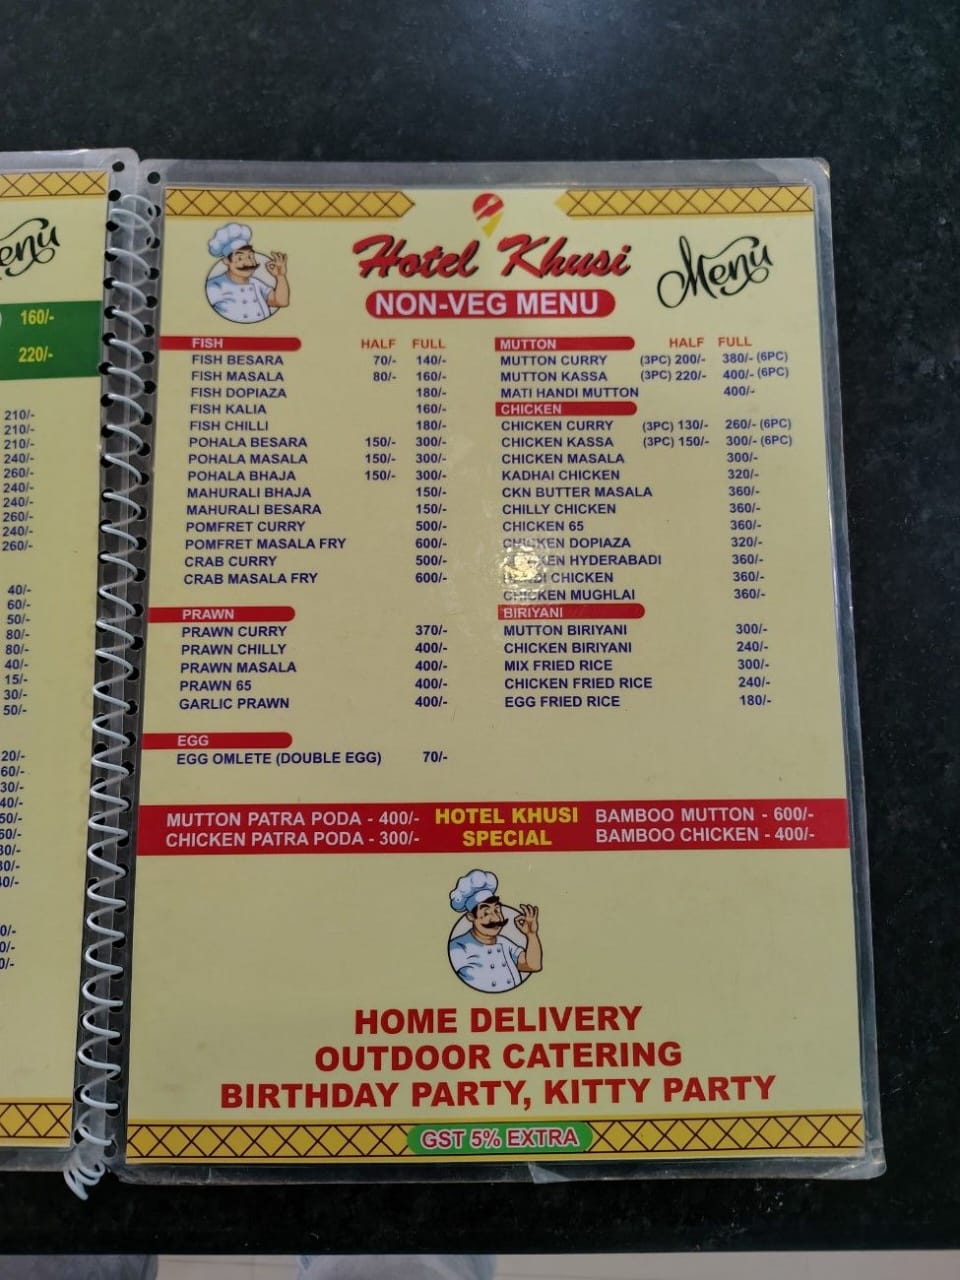 enu
160/-
220/-
210/-
210/-
210/-
240/-
260/-
240/-
240/-
260/-
240/-
260/-
40/-
60/-
50/-
80/-
80/-
40/-
15/-
30/-
50/-
20/-
60/-
30/-
40/-
50/-
60/-
30/-
30/-
40/-
0/-
0/-
0/-
Hotel Khusi
Menu
NON-VEG MENU
FISH HALF FULL
FISH BESARA 70/- 140/-
FISH MASALA 80/- 160/-
FISH DOPIAZA 180/-
FISH KALIA 160/-
FISH CHILLI 180/-
POHALA BESARA 150/- 300/-
POHALA MASALA 150/- 300/-
POHALA BHAJA 150/- 300/-
MAHURALI BHAJA 150/-
MAHURALI BESARA 150/-
POMFRET CURRY 500/-
POMFRET MASALA FRY 600/-
CRAB CURRY 500/-
CRAB MASALA FRY 600/-
PRAWN
PRAWN CURRY 370/-
PRAWN CHILLY 400/-
PRAWN MASALA 400/-
PRAWN 65 400/-
GARLIC PRAWN 400/-
EGG
EGG OMLETE (DOUBLE EGG) 70/-
MUTTON HALF FULL
MUTTON CURRY (3PC) 200/- 380/- (6PC)
MUTTON KASSA (3PC) 220/- 400/- (6PC)
MATI HANDI MUTTON 400/-
CHICKEN
CHICKEN CURRY (3PC) 130/- 260/- (6PC)
CHICKEN KASSA (3PC) 150/- 300/- (6PC)
CHICKEN MASALA 300/-
KADHAI CHICKEN 320/-
CKN BUTTER MASALA 360/-
CHILLY CHICKEN 360/-
CHICKEN 65 360/-
CHICKEN DOPIAZA 320/-
CHICKEN HYDERABADI 360/-
HANDI CHICKEN 360/-
CHICKEN MUGHLAI 360/-
BIRIYANI
MUTTON BIRIYANI 300/-
CHICKEN BIRIYANI 240/-
MIX FRIED RICE 300/-
CHICKEN FRIED RICE 240/-
EGG FRIED RICE 180/-
MUTTON PATRA PODA - 400/-
CHICKEN PATRA PODA - 300/-
HOTEL KHUSI
SPECIAL
BAMBOO MUTTON - 600/-
BAMBOO CHICKEN - 400/-
HOME DELIVERY
OUTDOOR CATERING
BIRTHDAY PARTY, KITTY PARTY
GST 5% EXTRA